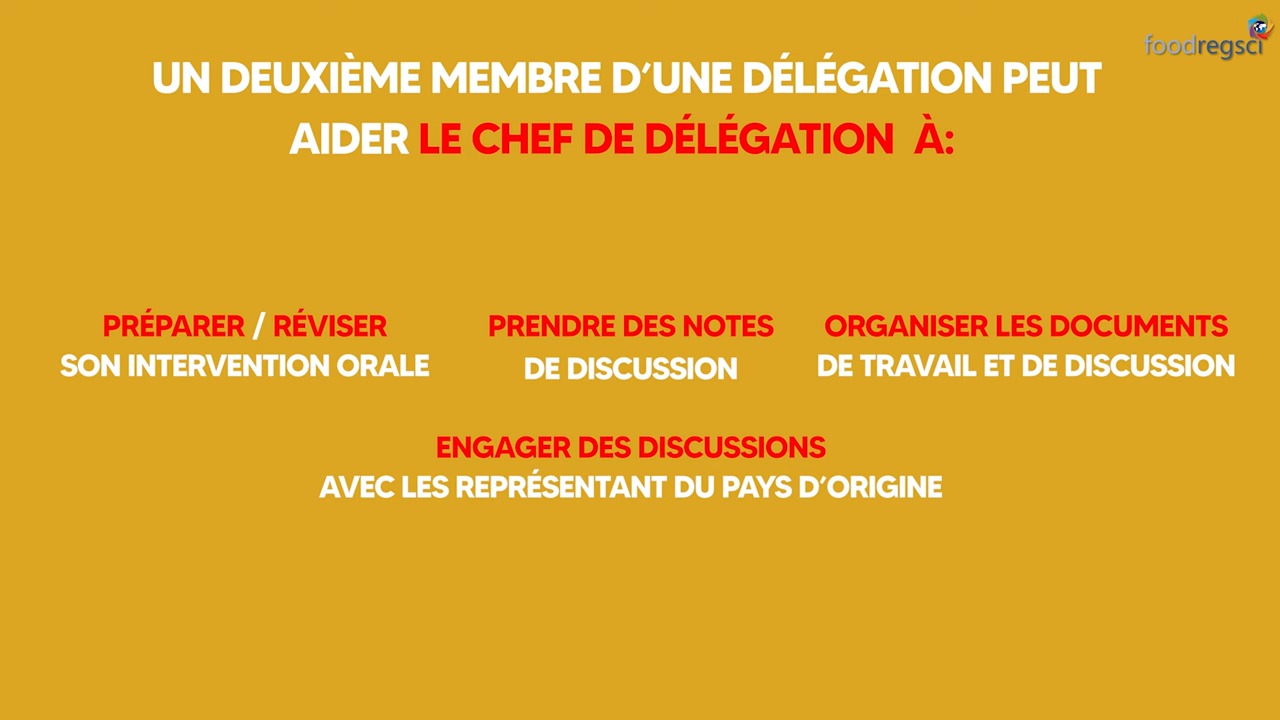 foodregsci
UN DEUXIÈME MEMBRE D'UNE DÉLÉGATION PEUT
AIDER LE CHEF DE DÉLÉGATION À:
PRÉPARER / RÉVISER
SON INTERVENTION ORALE
PRENDRE DES NOTES
DE DISCUSSION
ORGANISER LES DOCUMENTS
DE TRAVAIL ET DE DISCUSSION
ENGAGER DES DISCUSSIONS
AVEC LES REPRÉSENTANT DU PAYS D'ORIGINE